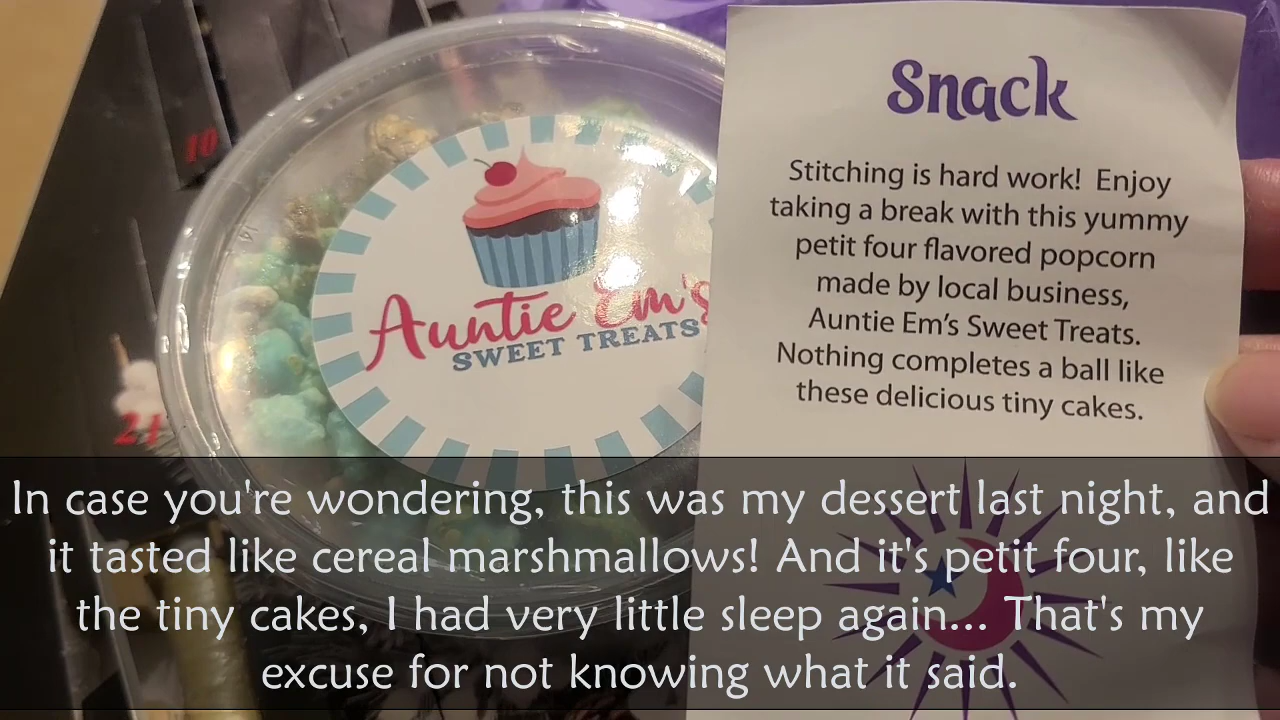 10
21
Auntie Em's
SWEET TREATS
Snack
Stitching is hard work! Enjoy
taking a break with this yummy
petit four flavored popcorn
made by local business,
Auntie Em's Sweet Treats.
Nothing completes a ball like
these delicious tiny cakes.
In case you're wondering, this was my dessert last night, and
it tasted like cereal marshmallows! And it's petit four, like
the tiny cakes, I had very little sleep again... That's my
excuse for not knowing what it said.